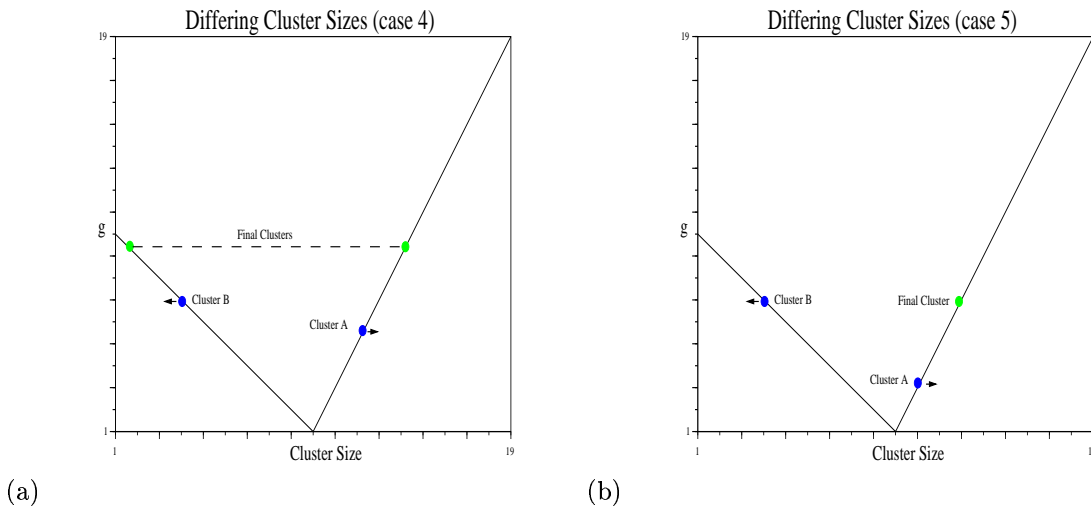 Differing Cluster Sizes (case 4)
19
g
Final Clusters
Cluster B
Cluster A
1
1
Cluster Size
19
(a)
Differing Cluster Sizes (case 5)
19
g
Cluster B
Final Cluster
Cluster A
1
1
Cluster Size
1
(b)